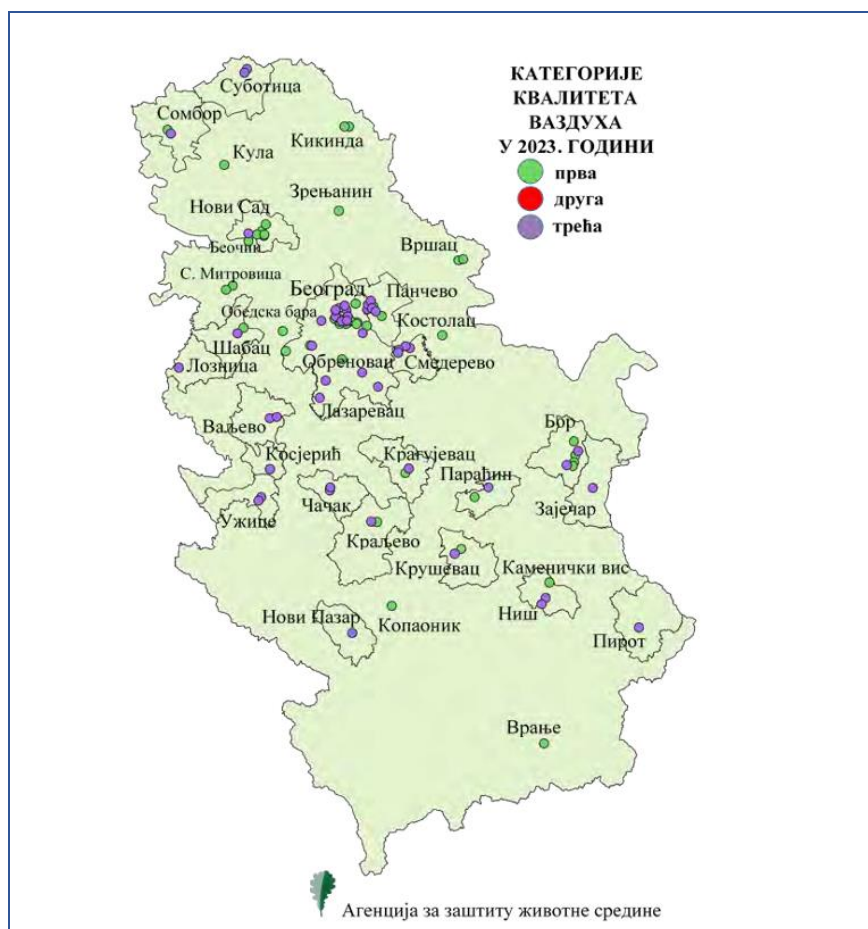 КАТЕГОРИЈЕ
КВАЛИТЕТА
ВАЗДУХА
У 2023. ГОДИНИ
прва
друга
трећа
Суботица
Сомбор
Кикинда
Кула
Зрењанин
Нови Сад
Беочин
Вршац
С. Митровица
Београд
Панчево
Обедска бара
Костолац
Шабац
Обреновац
Смедерево
Лозница
Лазаревац
Ваљево
Бор
Косјерић
Крагујевац
Параћин
Чачак
Зајечар
Ужице
Краљево
Крушевац
Каменички вис
Нови Пазар
Копаоник
Ниш
Пирот
Врање
Агенција за заштиту животне средине